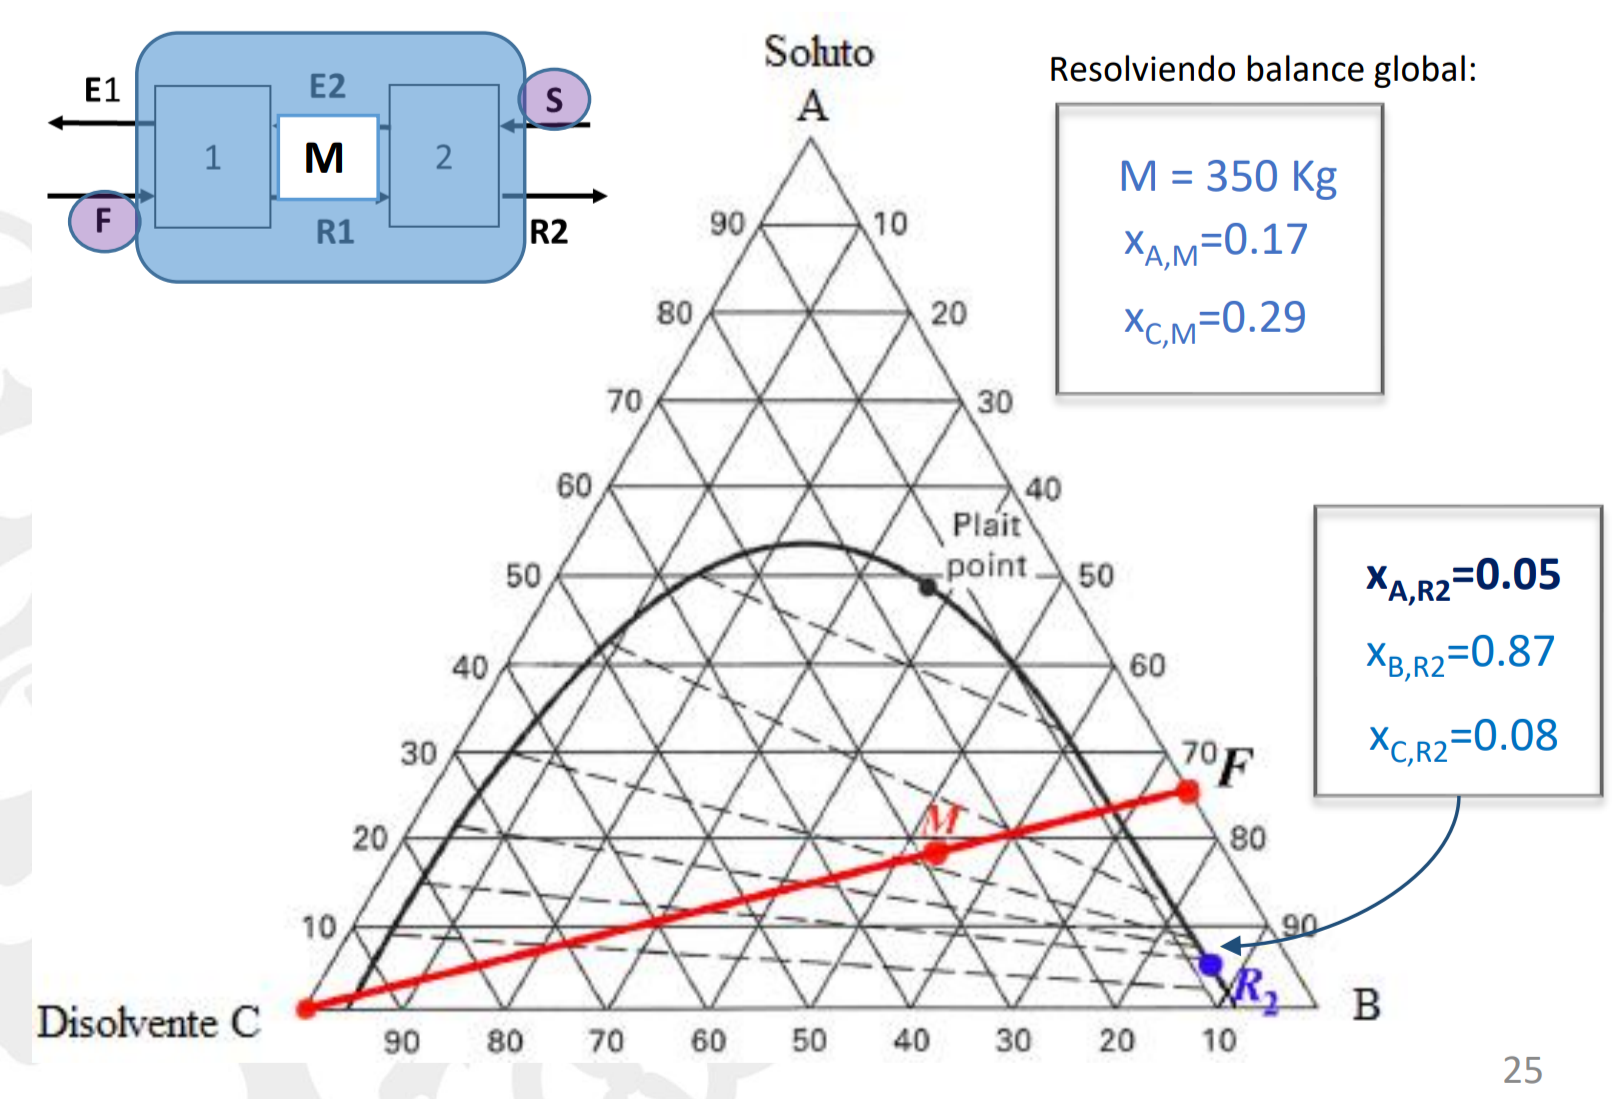 E1
E2
S
1
M
2
F
R1
R2
Soluto
A
Resolviendo balance global:
M = 350 Kg
xA,M=0.17
xC,M=0.29
90
10
80
20
70
30
60
40
Plait
point
50
50
40
60
xA,R2=0.05
xB,R2=0.87
xC,R2=0.08
30
70
F
M
20
80
10
90
R2
Disolvente C
B
90
80
70
60
50
40
30
20
10
25